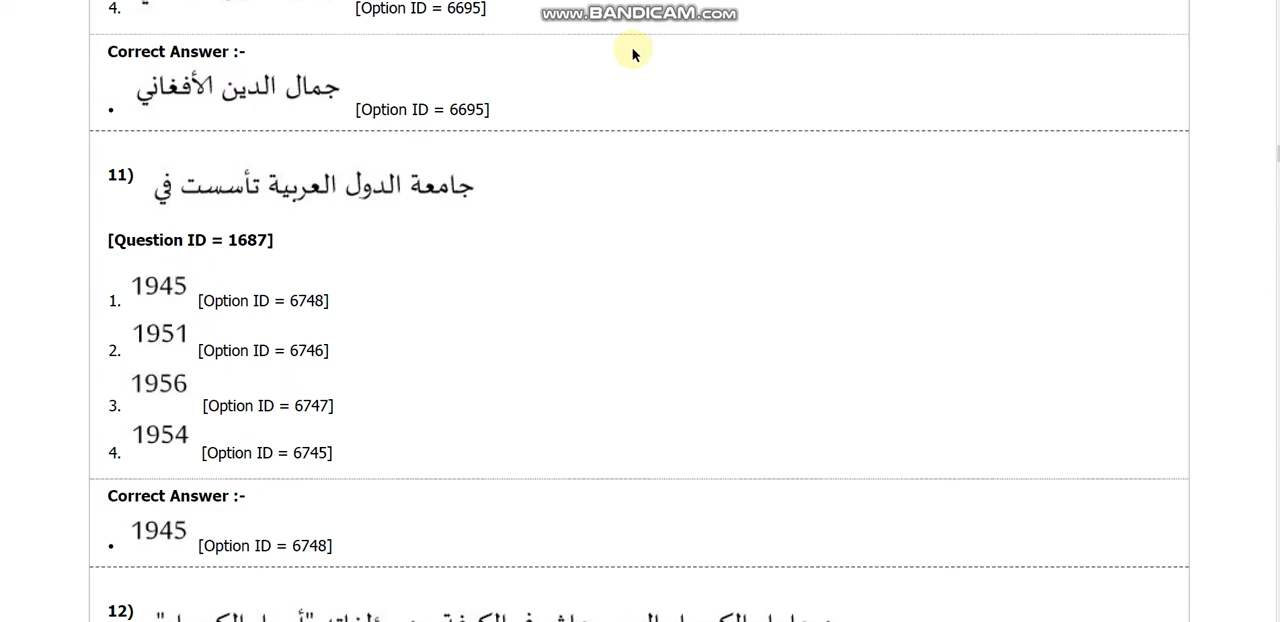 www.BANDICAM.com
4. [Option ID = 6695]
Correct Answer :-
• جمال الدين الأفغاني [Option ID = 6695]
11) جامعة الدول العربية تأسست في
[Question ID = 1687]
1. 1945 [Option ID = 6748]
2. 1951 [Option ID = 6746]
3. 1956 [Option ID = 6747]
4. 1954 [Option ID = 6745]
Correct Answer :-
• 1945 [Option ID = 6748]
12)